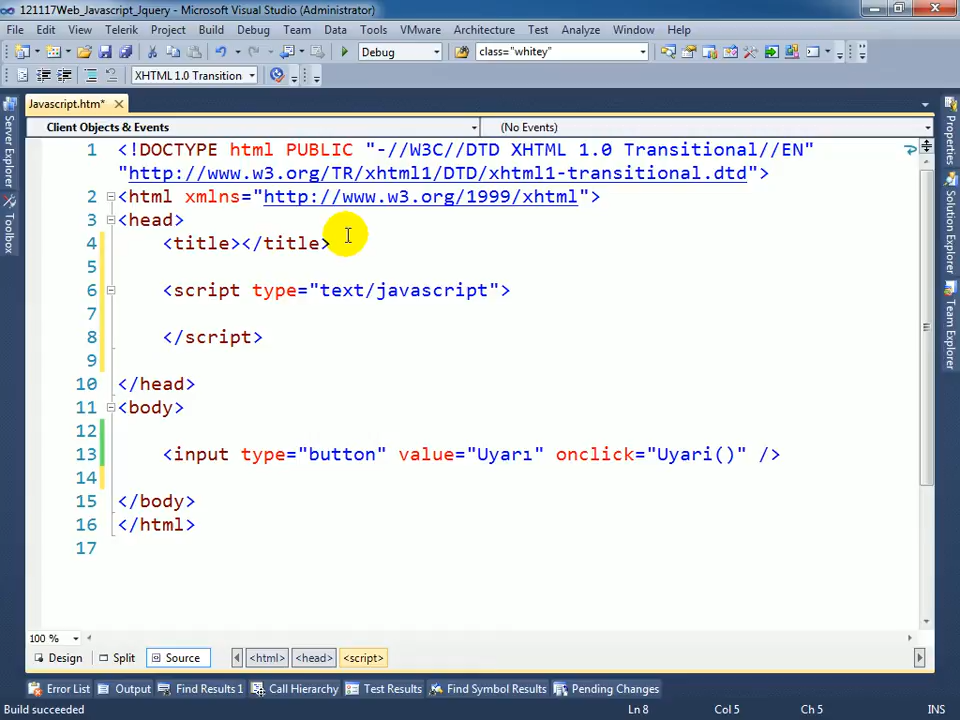 121117Web_Javascript_Jquery - Microsoft Visual Studio (Administrator)
File Edit View Telerik Project Build Debug Team Data Tools VMware Architecture Test Analyze Window Help
Debug class="whitey"
XHTML 1.0 Transition
Javascript.htm*
Client Objects & Events (No Events)
1 <!DOCTYPE html PUBLIC "-//W3C//DTD XHTML 1.0 Transitional//EN"
"http://www.w3.org/TR/xhtml1/DTD/xhtml1-transitional.dtd">
2 <html xmlns="http://www.w3.org/1999/xhtml">
3 <head>
4 <title></title>
5
6 <script type="text/javascript">
7
8 </script>
9
10 </head>
11 <body>
12
13 <input type="button" value="Uyarı" onclick="Uyari()" />
14
15 </body>
16 </html>
17
Server Explorer
Toolbox
Properties
Solution Explorer
Team Explorer
100 %
Design Split Source <html> <head> <script>
Error List Output Find Results 1 Call Hierarchy Test Results Find Symbol Results Pending Changes
Build succeeded Ln 8 Col 5 Ch 5 INS